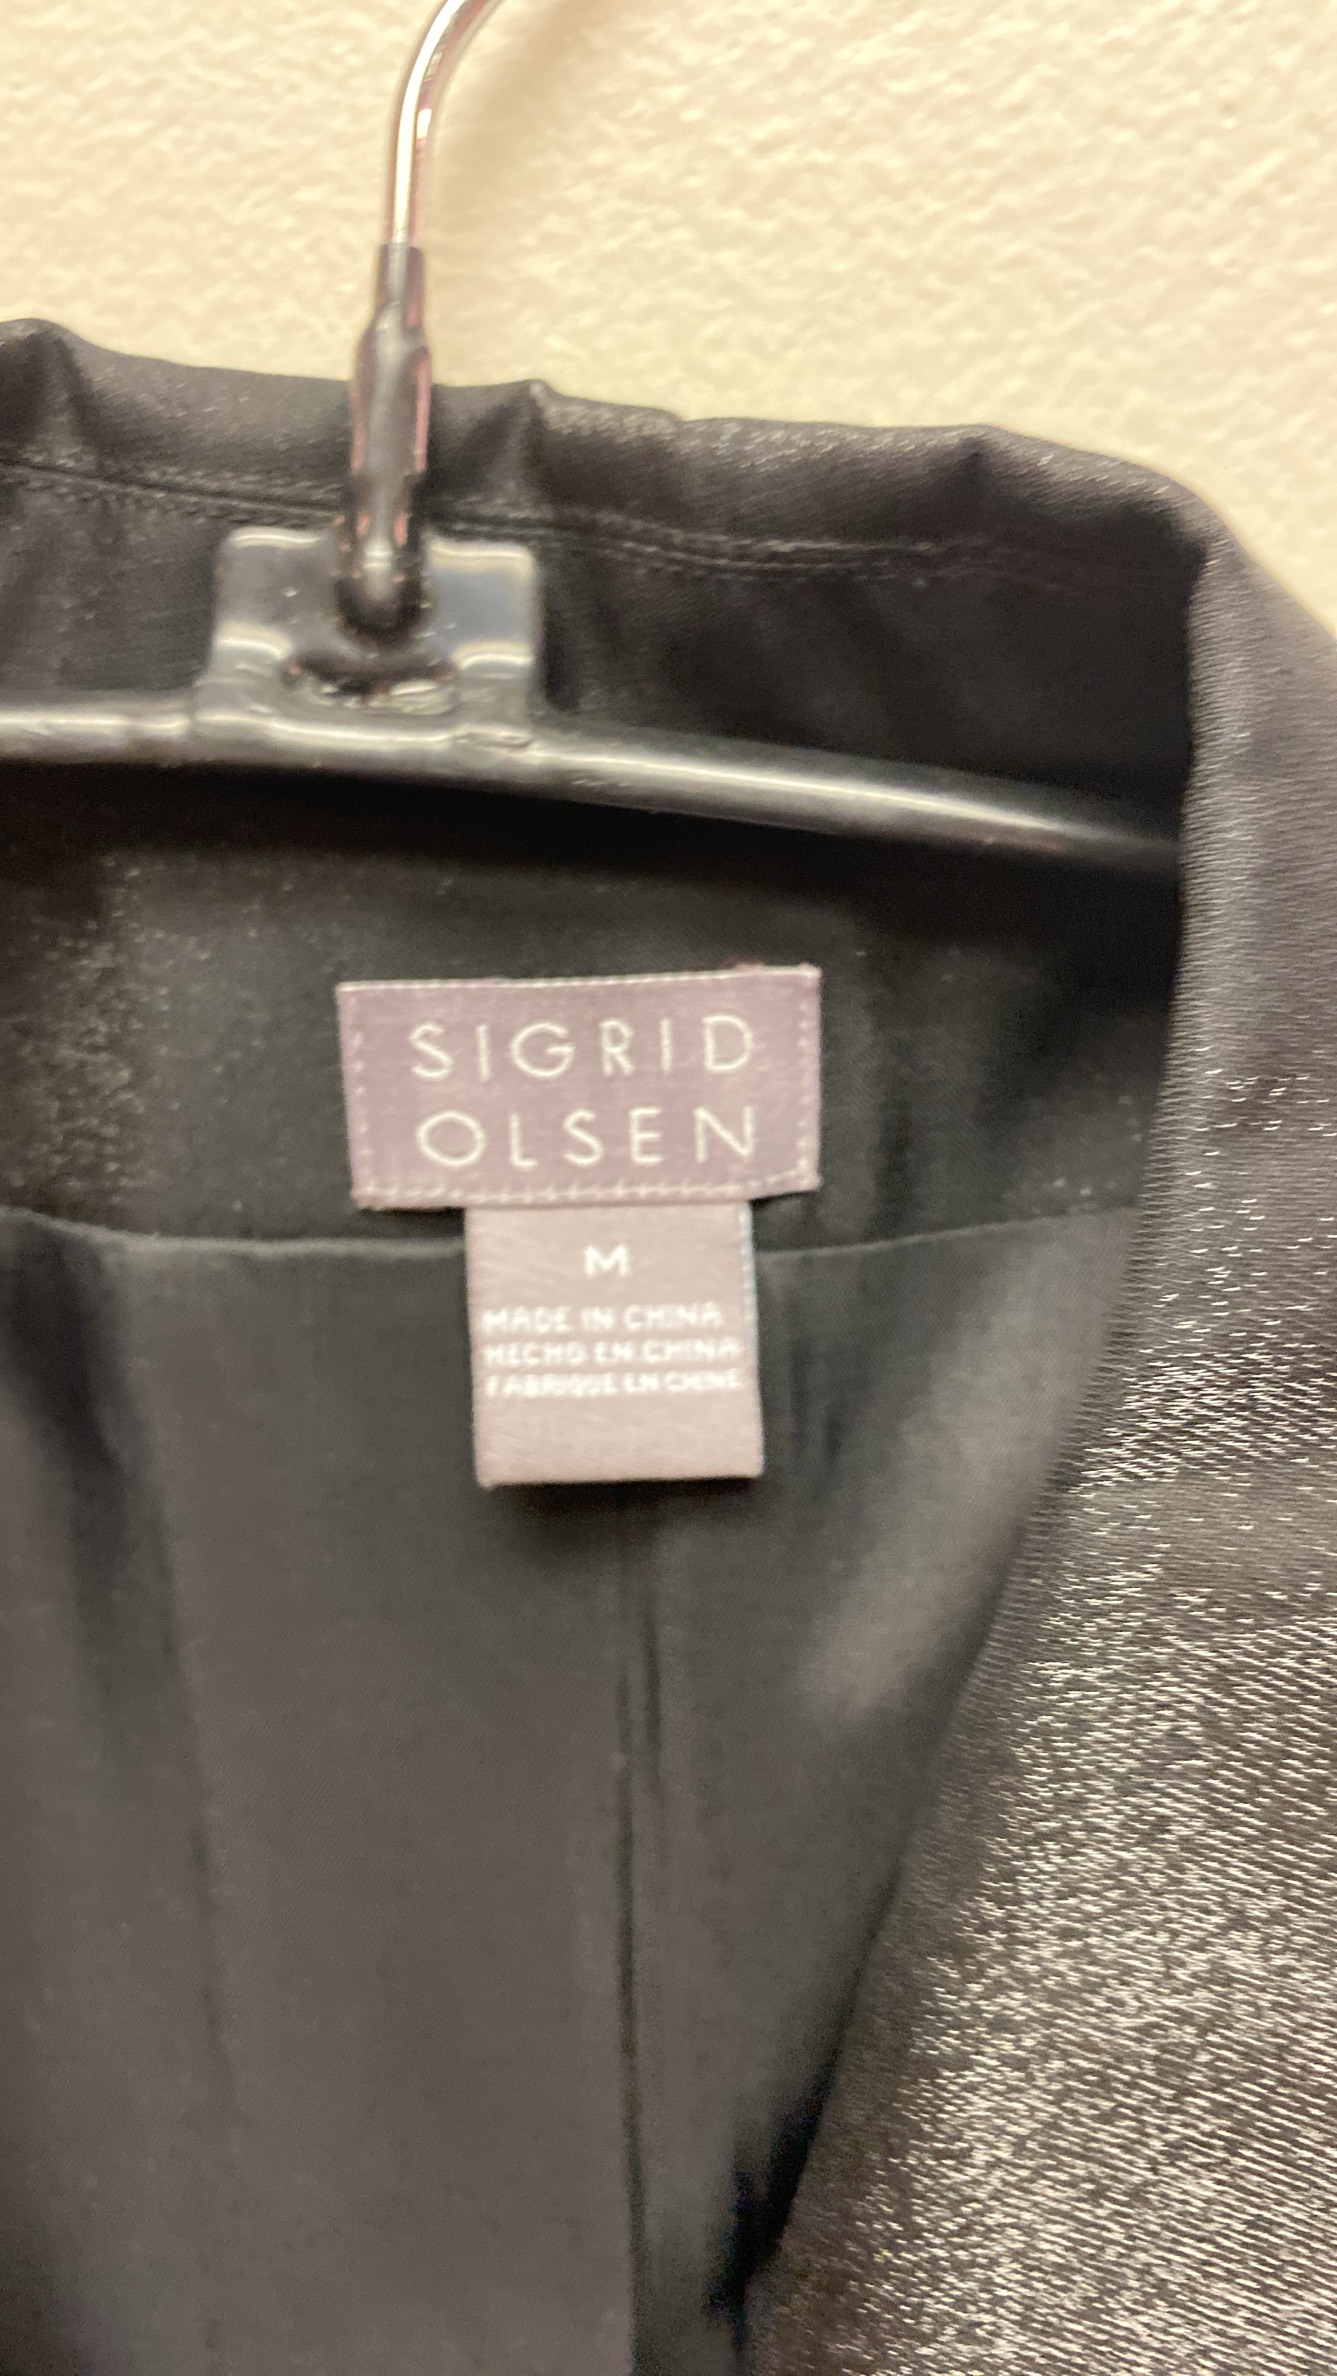 SIGRID
OLSEN
M
MADE IN CHINA
HECHO EN CHINA
FABRIQUE EN CHINE